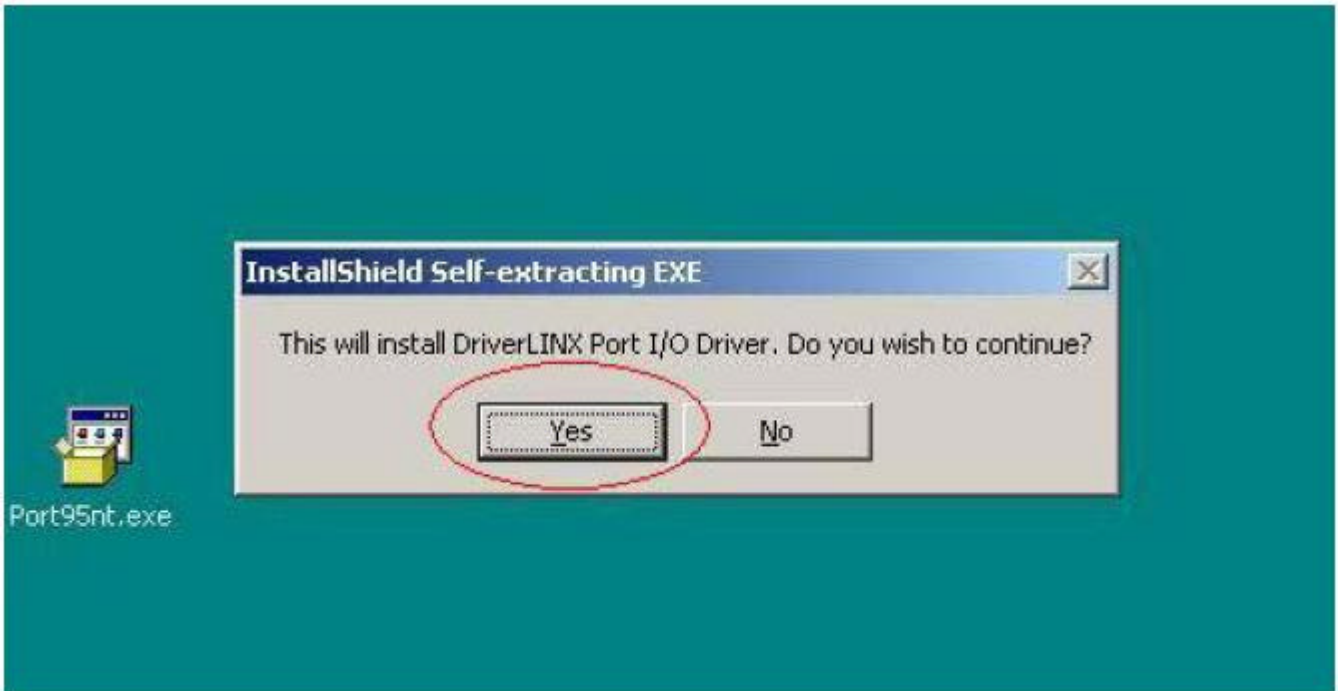 InstallShield Self-extracting EXE
This will install DriverLINX Port I/O Driver. Do you wish to continue?
Yes
No
Port95nt.exe